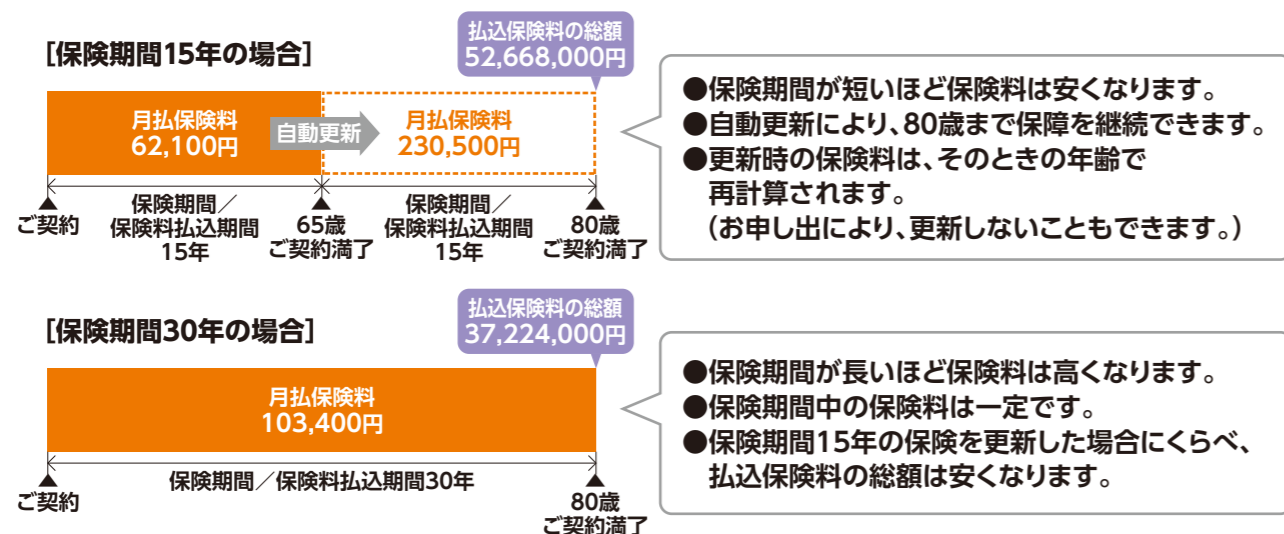 [保険期間15年の場合]
払込保険料の総額
52,668,000円
月払保険料
62,100円
自動更新
月払保険料
230,500円
ご契約
保険期間/
保険料払込期間
15年
65歳
ご契約満了
保険期間/
保険料払込期間
15年
80歳
ご契約満了
●保険期間が短いほど保険料は安くなります。
●自動更新により、80歳まで保障を継続できます。
●更新時の保険料は、そのときの年齢で
再計算されます。
(お申し出により、更新しないこともできます。)
[保険期間30年の場合]
払込保険料の総額
37,224,000円
月払保険料
103,400円
ご契約
保険期間/保険料払込期間30年
80歳
ご契約満了
●保険期間が長いほど保険料は高くなります。
●保険期間中の保険料は一定です。
●保険期間15年の保険を更新した場合にくらべ、
払込保険料の総額は安くなります。